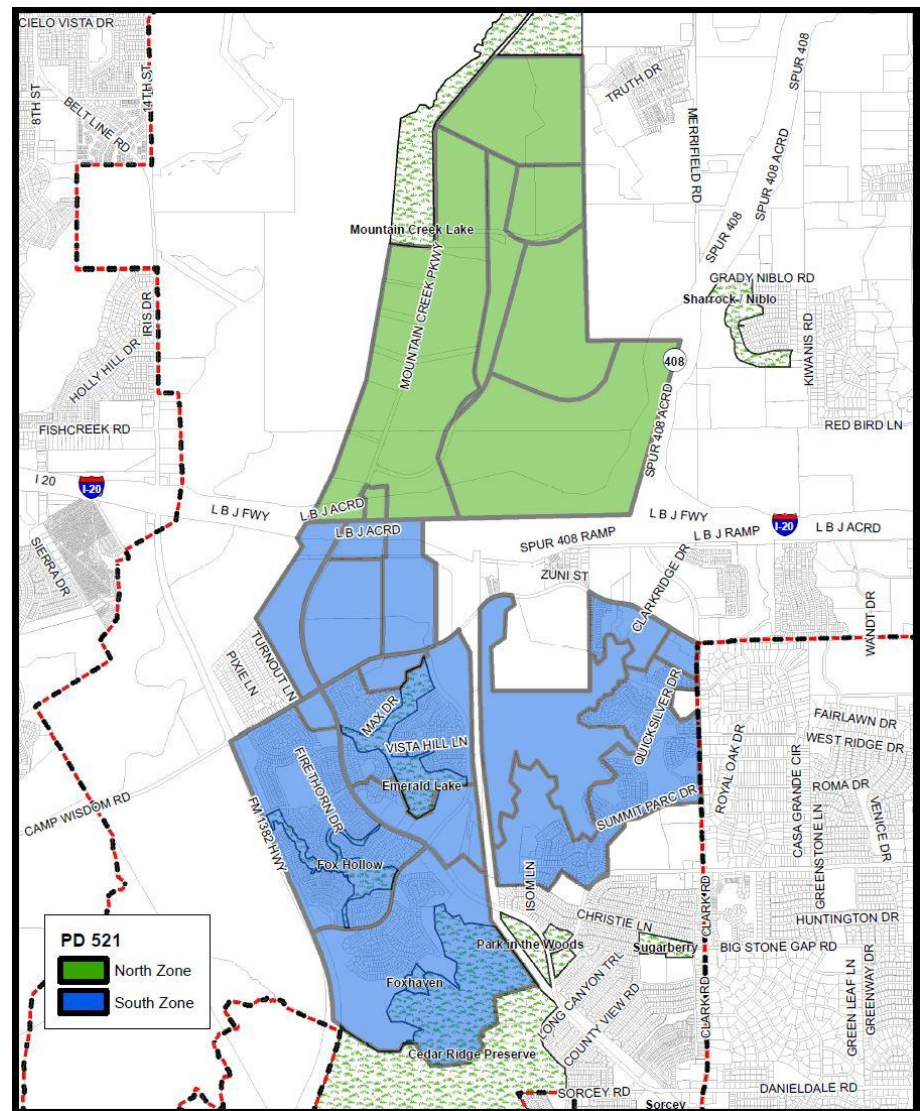 CIELO VISTA DR
8TH ST
14TH ST
BELT LINE RD
TRUTH DR
MERRIFIELD RD
SPUR 408
SPUR 408 ACRD
SPUR 408
Mountain Creek Lake
GRADY NIBLO RD
Sharrock / Niblo
IRIS DR
HOLLY HILL DR
MOUNTAIN CREEK PKWY
KIWANIS RD
408
FISHCREEK RD
SPUR 408 ACRD
RED BIRD LN
I 20
I-20
L B J FWY
L B J ACRD
L B J ACRD
L B J FWY
I-20
L B J ACRD
SPUR 408 RAMP
L B J RAMP
SIERRA DR
ZUNI ST
CLARKRIDGE DR
WANDT DR
TURNOUT LN
PIXIE LN
MAX DR
QUICKSILVER DR
VISTA HILL LN
FAIRLAWN DR
WEST RIDGE DR
ROYAL OAK DR
FIRETHORN DR
Emerald Lake
CASA GRANDE CIR
ROMA DR
SUMMIT PARC DR
GREENSTONE LN
VENICE DR
CAMP WISDOM RD
FM 1382 HWY
Fox Hollow
ISOM LN
CHRISTIE LN
CLARK RD
HUNTINGTON DR
PD 521
North Zone
South Zone
Park in the Woods
Sugarberry
BIG STONE GAP RD
Foxhaven
LONG CANYON TRL
COUNTY VIEW RD
CLARK RD
GREEN LEAF LN
GREENWAY DR
Cedar Ridge Preserve
SORCEY RD
DANIELDALE RD
Sorcey